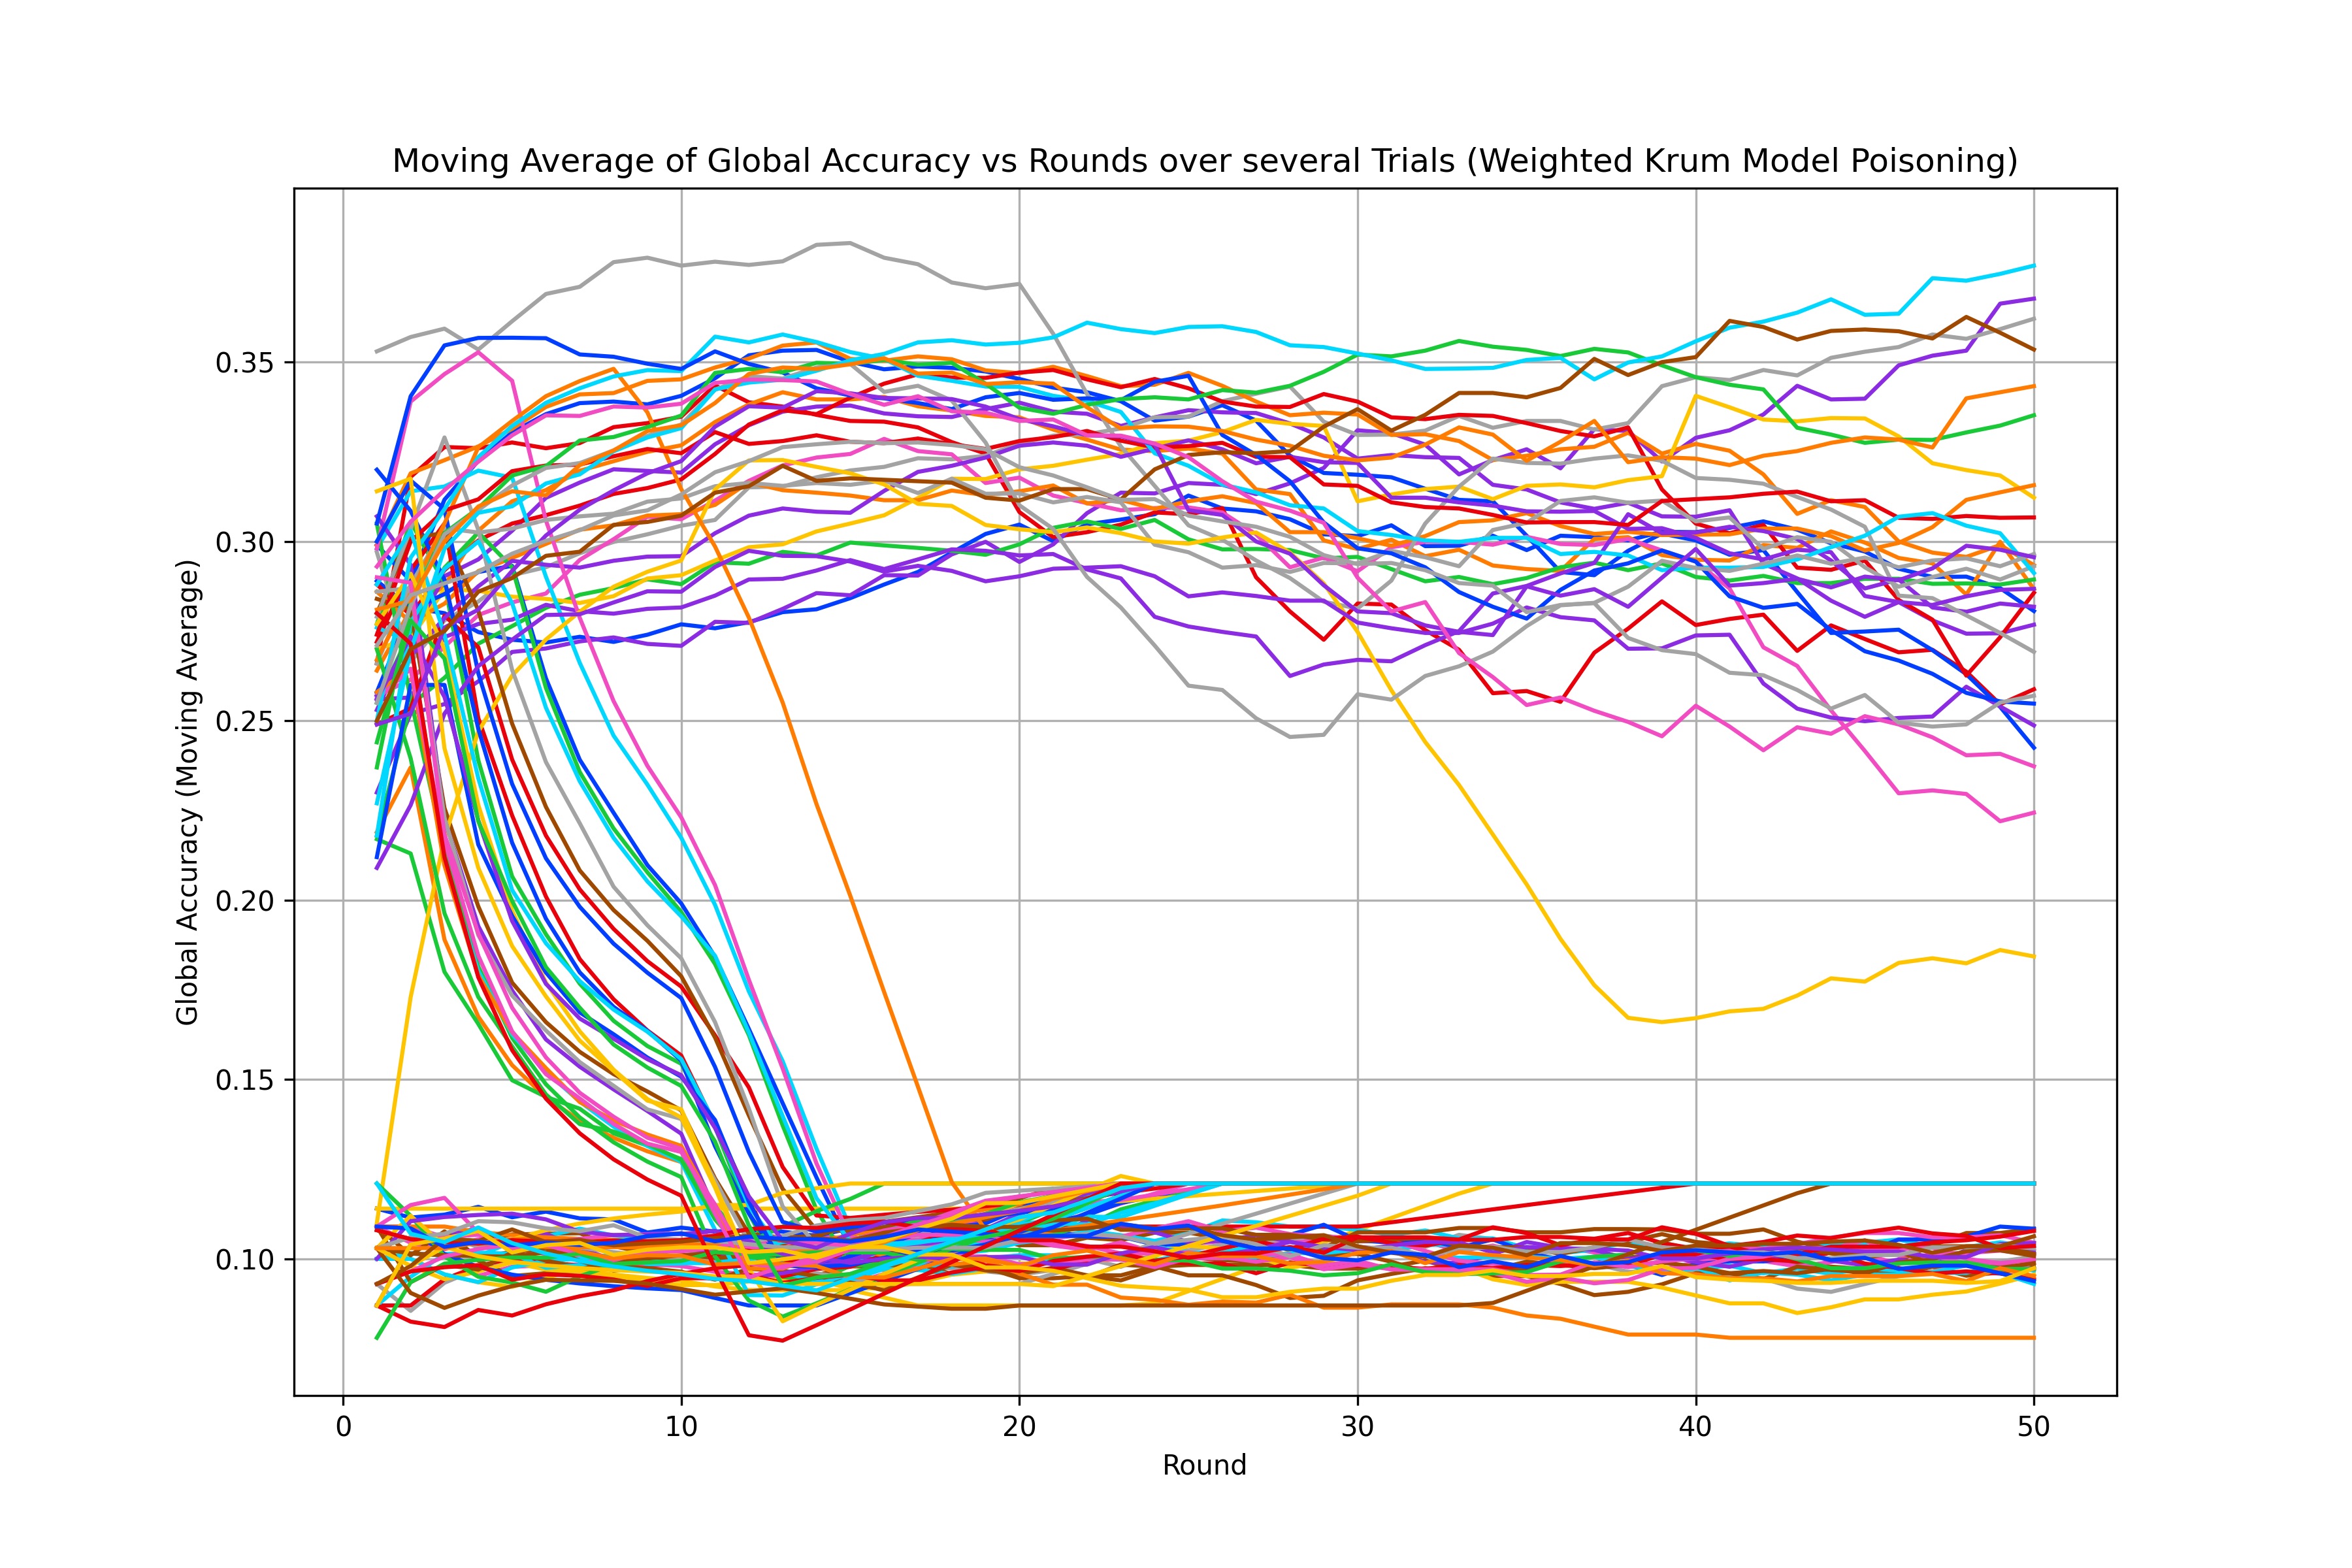 Moving Average of Global Accuracy vs Rounds over several Trials (Weighted Krum Model Poisoning)
Global Accuracy (Moving Average)
0.35
0.30
0.25
0.20
0.15
0.10
0 10 20 30 40 50
Round